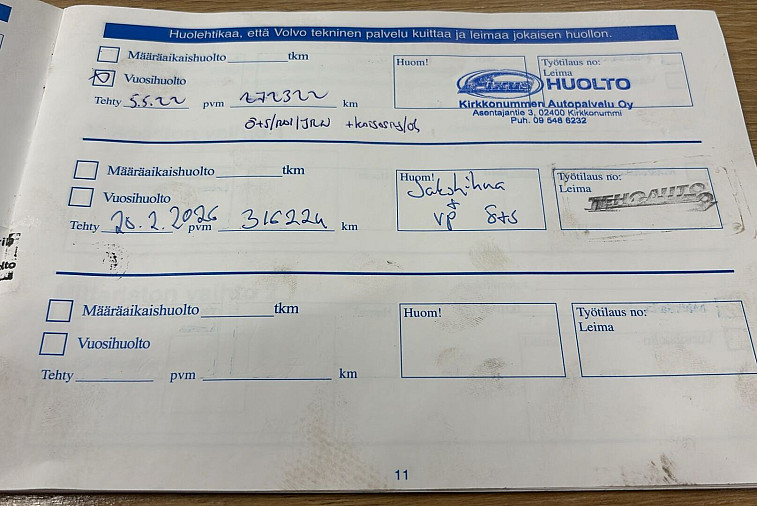 Huolehtikaa, että Volvo tekninen palvelu kuittaa ja leimaa jokaisen huollon.
Määräaikaishuolto tkm
Vuosihuolto
Tehty 5.5.22 pvm 272322 km
Huom!
Työtilaus no:
Leima
HUOLTO
Kirkkonummen Autopalvelu Oy
Asentajantie 3, 02400 Kirkkonummi
Puh. 09 548 6232
Määräaikaishuolto tkm
Vuosihuolto
Tehty 20.2.2026 pvm 316224 km
Huom!
Jakohihna
+
vp ö+s
Työtilaus no:
Leima
TEHOAUTO
Määräaikaishuolto tkm
Vuosihuolto
Tehty pvm km
Huom!
Työtilaus no:
Leima
11